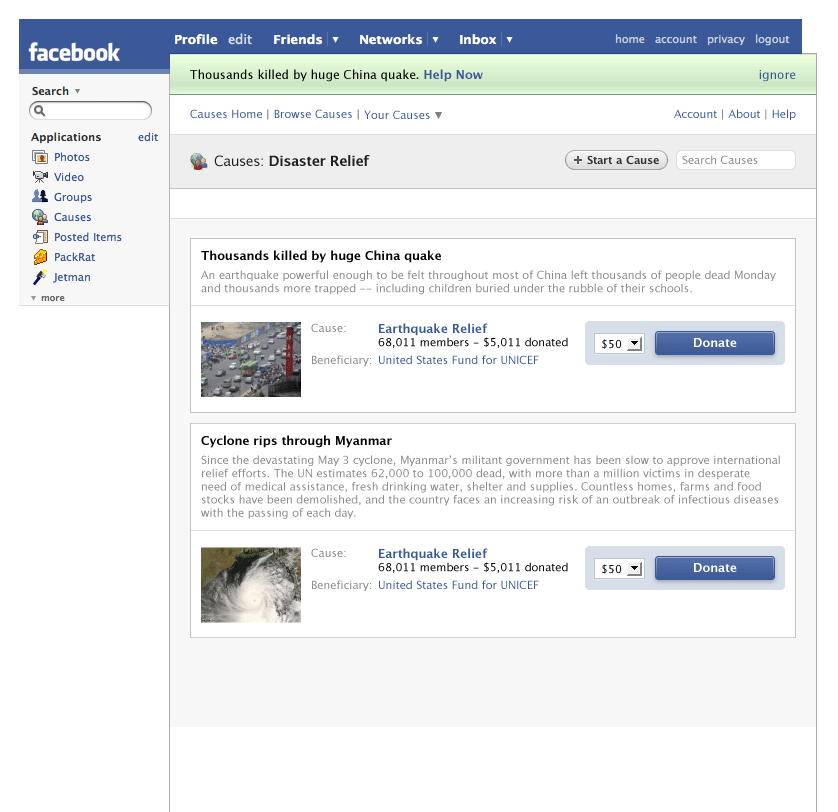 facebook
Profile edit Friends ▼ Networks ▼ Inbox ▼ home account privacy logout
Search ▼
Applications edit
Photos
Video
Groups
Causes
Posted Items
PackRat
Jetman
▼ more
Thousands killed by huge China quake. Help Now ignore
Causes Home | Browse Causes | Your Causes ▼ Account | About | Help
Causes: Disaster Relief + Start a Cause Search Causes
Thousands killed by huge China quake
An earthquake powerful enough to be felt throughout most of China left thousands of people dead Monday
and thousands more trapped -- including children buried under the rubble of their schools.
Cause: Earthquake Relief
68,011 members - $5,011 donated
Beneficiary: United States Fund for UNICEF
$50 Donate
Cyclone rips through Myanmar
Since the devastating May 3 cyclone, Myanmar's militant government has been slow to approve international
relief efforts. The UN estimates 62,000 to 100,000 dead, with more than a million victims in desperate
need of medical assistance, fresh drinking water, shelter and supplies. Countless homes, farms and food
stocks have been demolished, and the country faces an increasing risk of an outbreak of infectious diseases
with the passing of each day.
Cause: Earthquake Relief
68,011 members - $5,011 donated
Beneficiary: United States Fund for UNICEF
$50 Donate